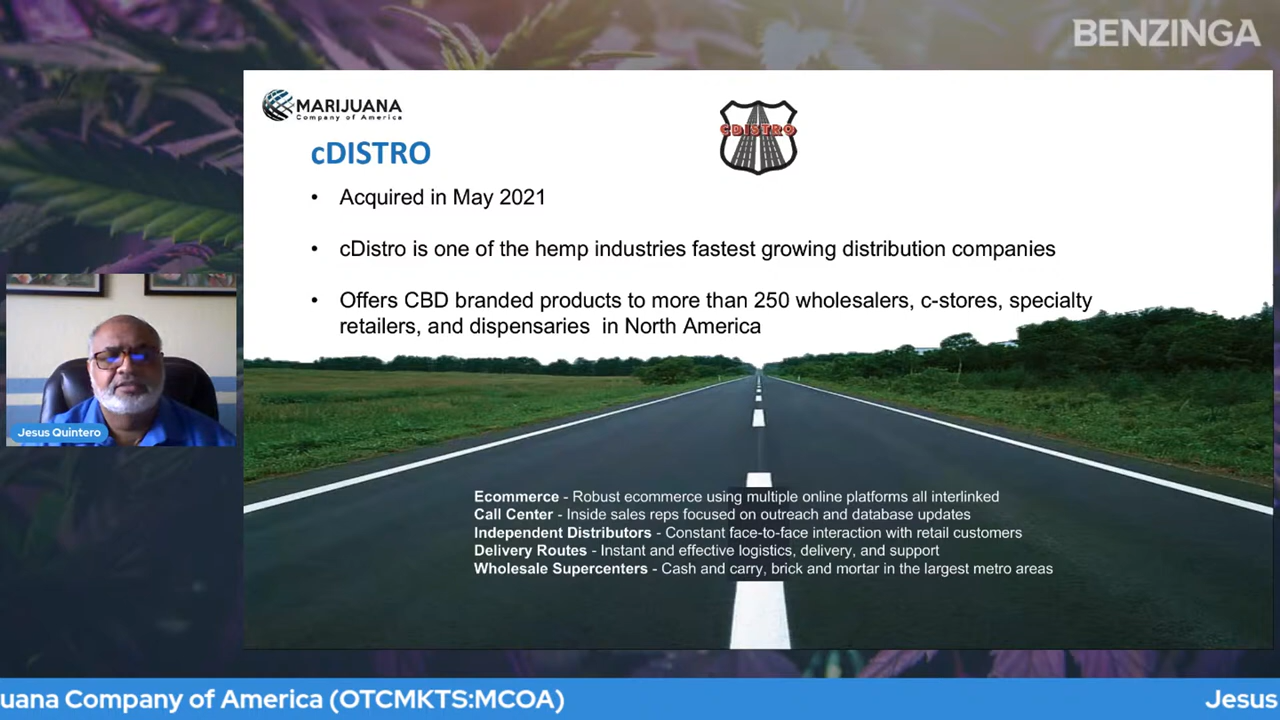 BENZINGA
MARIJUANA
Company of America
CDISTRO
cDISTRO
• Acquired in May 2021
• cDistro is one of the hemp industries fastest growing distribution companies
• Offers CBD branded products to more than 250 wholesalers, c-stores, specialty
retailers, and dispensaries in North America
Jesus Quintero
Ecommerce - Robust ecommerce using multiple online platforms all interlinked
Call Center - Inside sales reps focused on outreach and database updates
Independent Distributors - Constant face-to-face interaction with retail customers
Delivery Routes - Instant and effective logistics, delivery, and support
Wholesale Supercenters - Cash and carry, brick and mortar in the largest metro areas
uana Company of America (OTCMKTS:MCOA)
Jesus